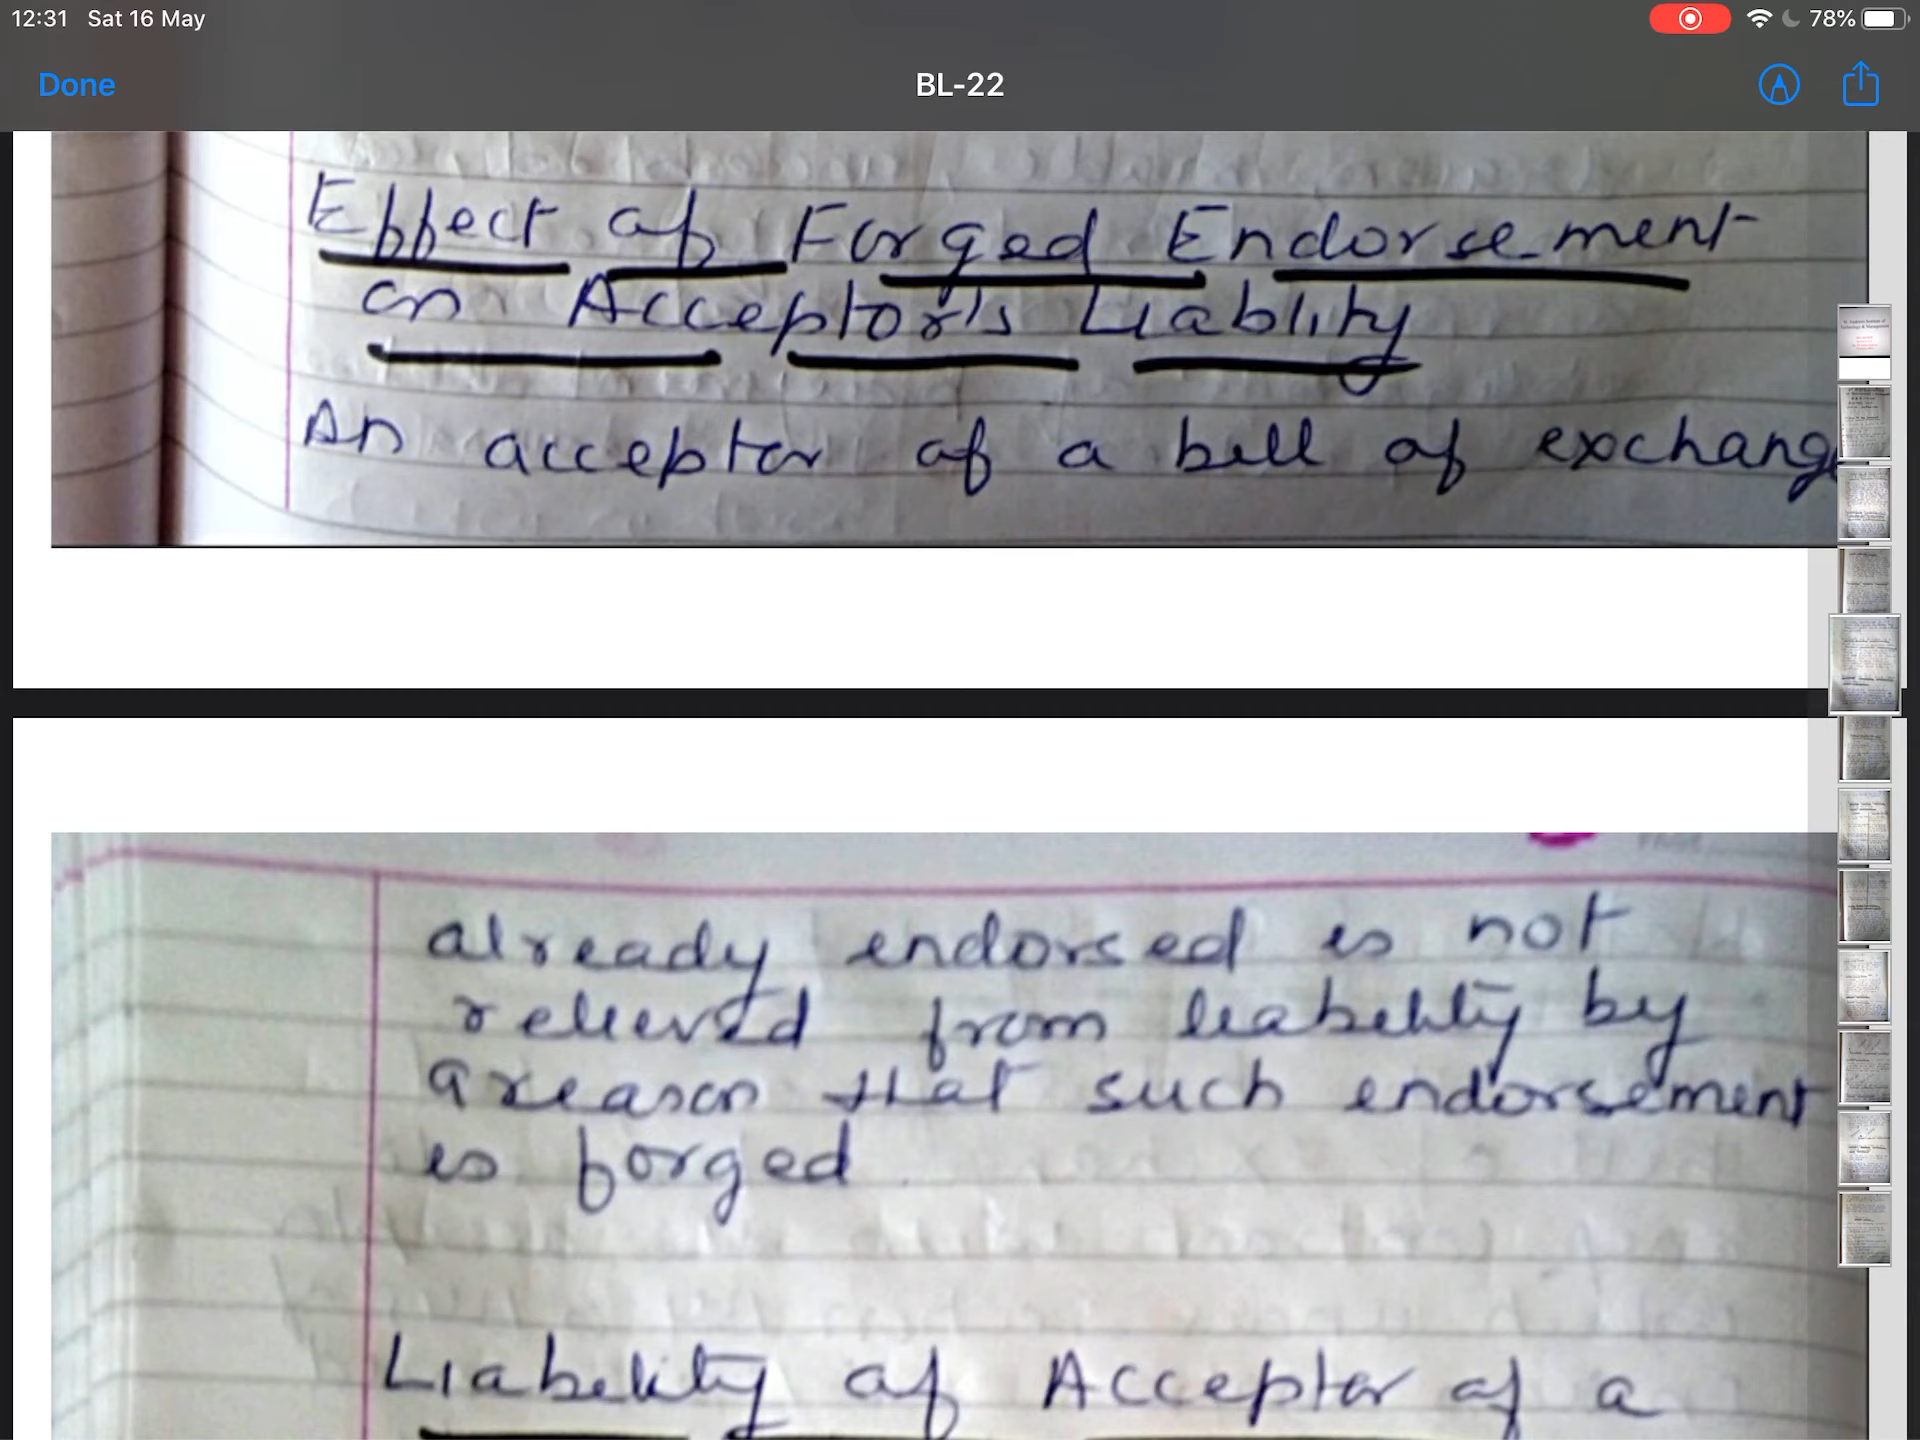 12:31 Sat 16 May
78%
Done
BL-22
Effect of Forged Endorsement
on Acceptor's Liablity
An acceptor of a bill of exchange
already endorsed is not
relieved from liability by
a reason that such endorsement
is forged
Liability of Acceptor of a